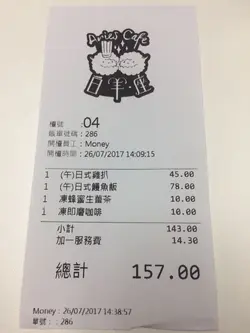 Aries Café
白羊座
檯號 :04
賬單號碼 : 286
開檯員工 : Money
開檯時間 : 26/07/2017 14:09:15
1 (午)日式雞扒 45.00
1 (午)日式鰻魚飯 78.00
1 凍蜂蜜生薑茶 10.00
1 凍即磨咖啡 10.00
小計 143.00
加一服務費 14.30
總計 157.00
Money : 26/07/2017 14:38:57
單號 : : 286